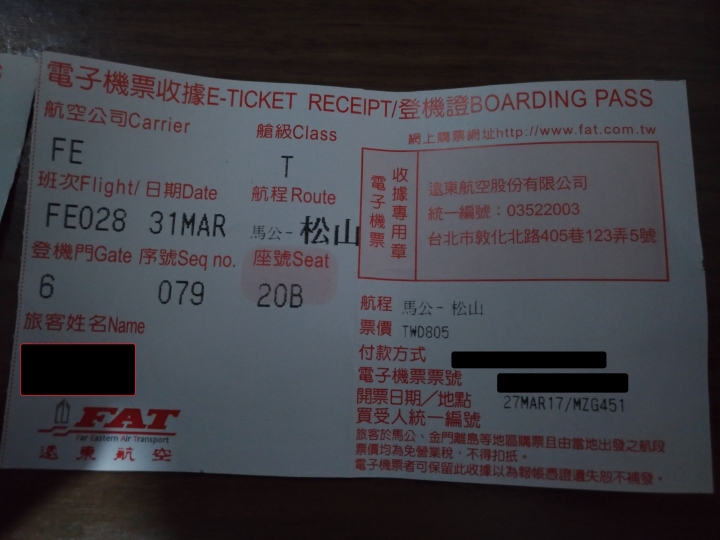 電子機票收據E-TICKET RECEIPT/登機證BOARDING PASS
航空公司Carrier
艙級Class
網上購票網址http://www.fat.com.tw
FE
T
班次Flight/日期Date
航程Route
FE028 31MAR
馬公-松山
登機門Gate 序號Seq no. 座號Seat
6 079 20B
旅客姓名Name
電子機票
收據專用章
遠東航空股份有限公司
統一編號：03522003
台北市敦化北路405巷123弄5號
航程 馬公-松山
票價 TWD805
付款方式
電子機票票號
開票日期／地點 27MAR17/MZG451
買受人統一編號
旅客於馬公、金門離島等地區購票且由當地出發之航段
票價均為免營業稅，不得扣抵。
電子機票者可保留此收據以為報帳憑證遺失恕不補發。
FAT
Far Eastern Air Transport
遠東航空